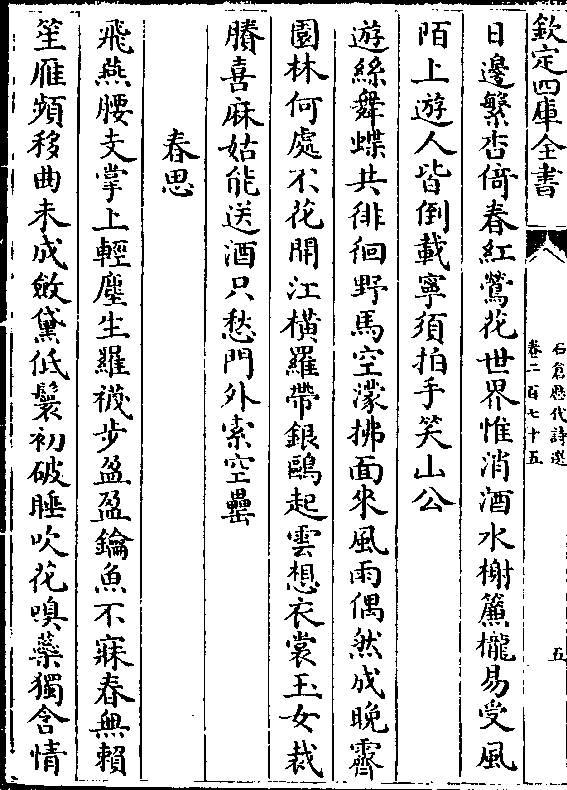 欽定四庫全書
石倉歷代詩選
卷二百七十五
五
日邊繁杏倚春紅鶯花世界惟消酒水榭簾櫳易受風
陌上遊人皆倒載寧須拍手笑山公
遊絲舞蝶共徘徊野馬空濛拂面來風雨偶然成晚霽
園林何處不花開江橫羅帶銀鷗起雲想衣裳玉女裁
賸喜麻姑能送酒只愁門外索空罍
春思
飛燕腰支掌上輕塵生羅襪步盈盈鑰魚不寐春無賴
笙雁頻移曲未成斂黛低鬟初破睡吹花嗅蘂獨含情